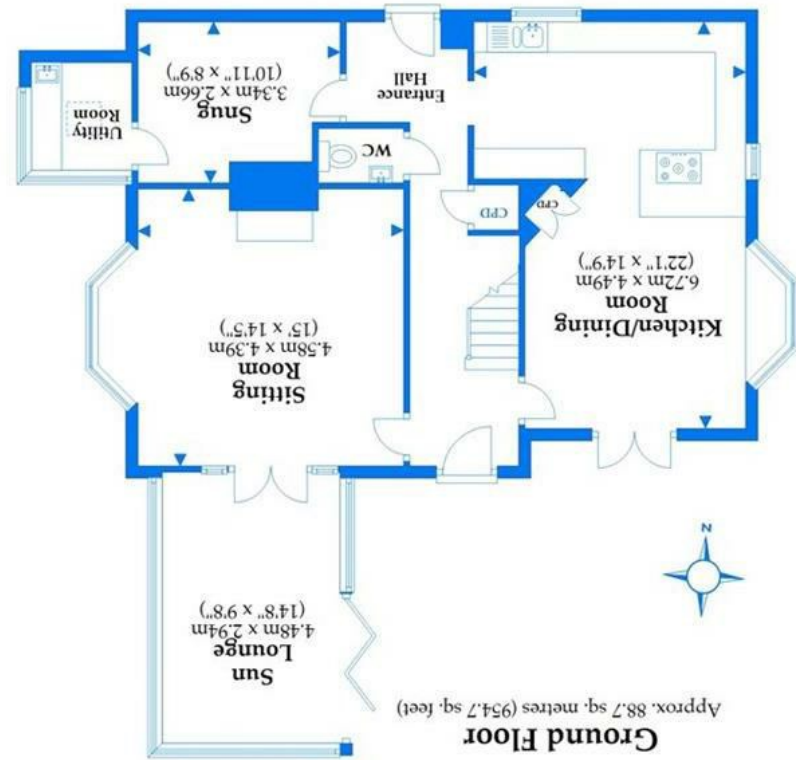 Ground Floor
Approx. 88.7 sq. metres (954.7 sq. feet)
Sun
Lounge
4.48m x 2.94m
(14'8" x 9'8")
N
Kitchen/Dining
Room
6.72m x 4.49m
(22'1" x 14'9")
Sitting
Room
4.58m x 4.39m
(15' x 14'5")
CPD
CPD
WC
Entrance
Hall
Snug
3.34m x 2.66m
(10'11" x 8'9")
Utility
Room